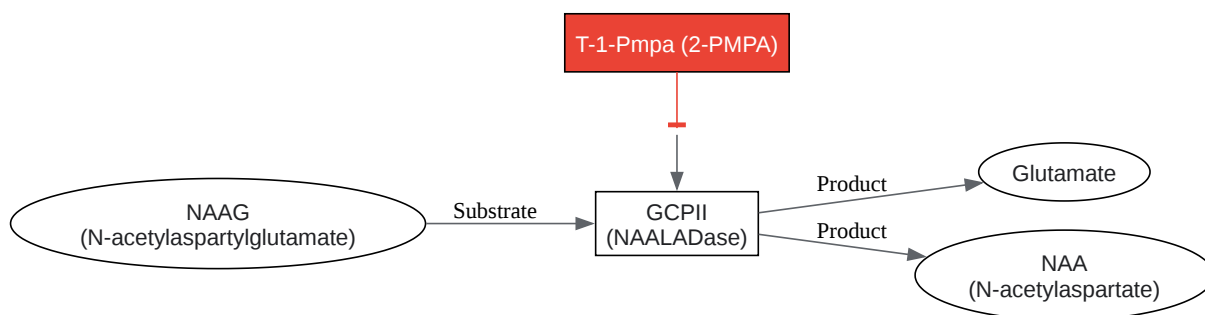 T-1-Pmpa (2-PMPA)
NAAG
(N-acetylaspartylglutamate)
Substrate
GCPII
(NAALADase)
Product
Glutamate
Product
NAA
(N-acetylaspartate)